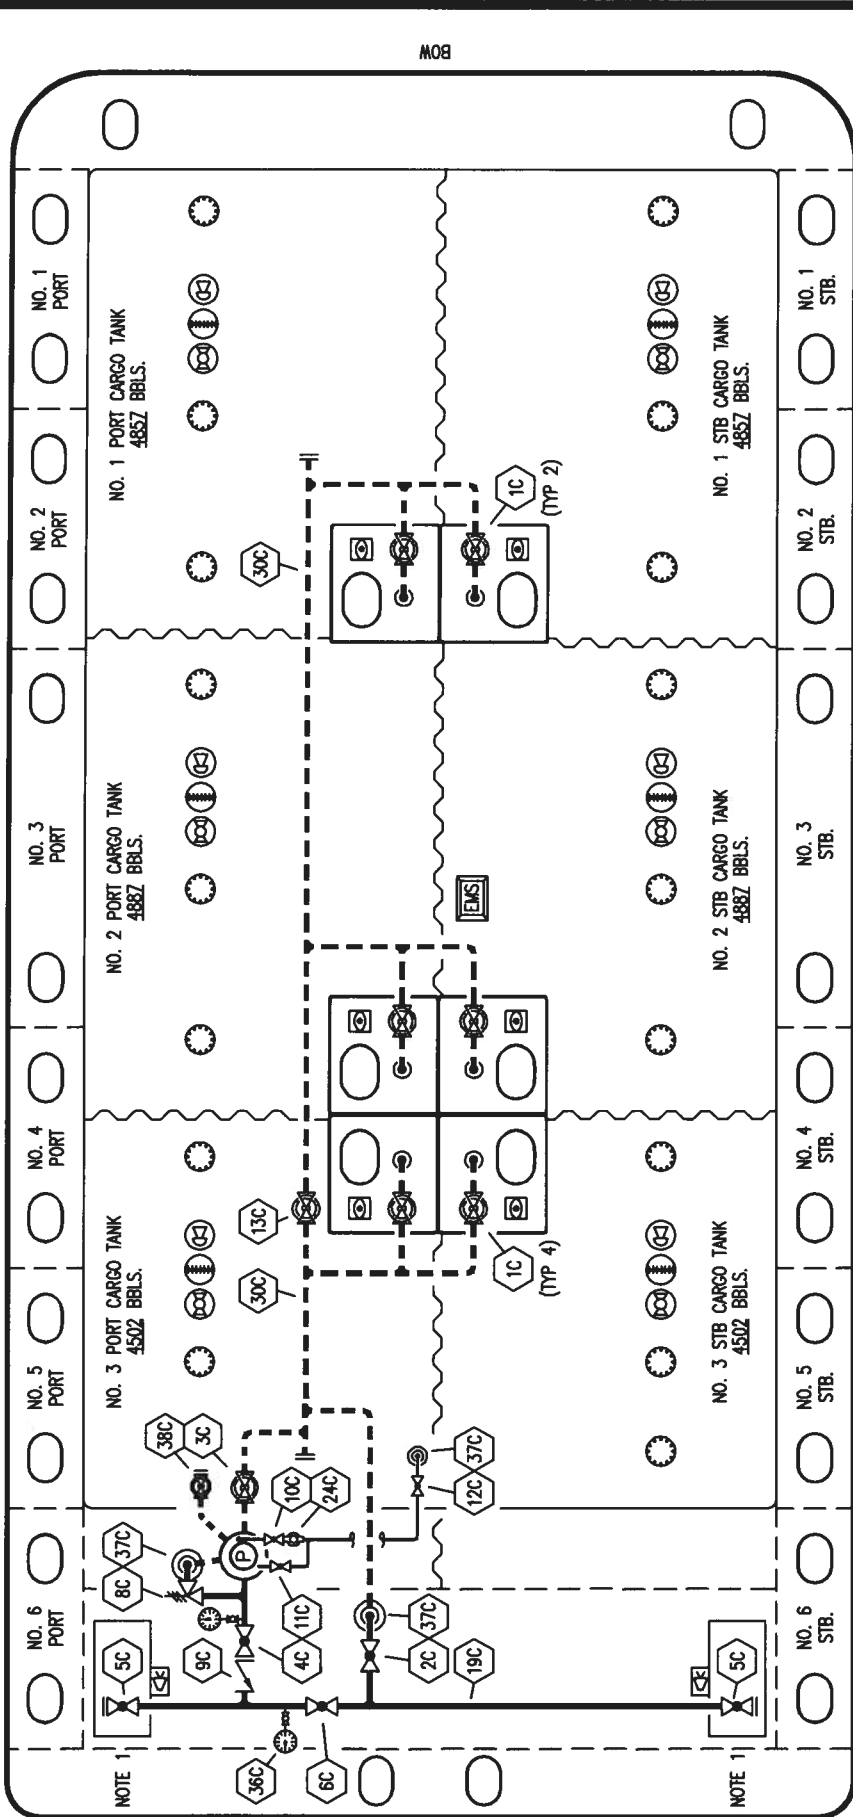 BOW
NO. 1
PORT
NO. 2
PORT
NO. 3
PORT
NO. 4
PORT
NO. 5
PORT
NO. 6
PORT
NO. 1 PORT CARGO TANK
4857 BBLS.
NO. 2 PORT CARGO TANK
4887 BBLS.
NO. 3 PORT CARGO TANK
4502 BBLS.
30C
1C
(TYP 2)
EMS
13C
30C
1C
(TYP 4)
38C
3C
10C
24C
37C
12C
37C
8C
P
11C
4C
9C
5C
37C
2C
19C
36C
6C
5C
NOTE 1
NOTE 1
NO. 1 STB CARGO TANK
4857 BBLS.
NO. 2 STB CARGO TANK
4887 BBLS.
NO. 3 STB CARGO TANK
4502 BBLS.
NO. 1
STB.
NO. 2
STB.
NO. 3
STB.
NO. 4
STB.
NO. 5
STB.
NO. 6
STB.